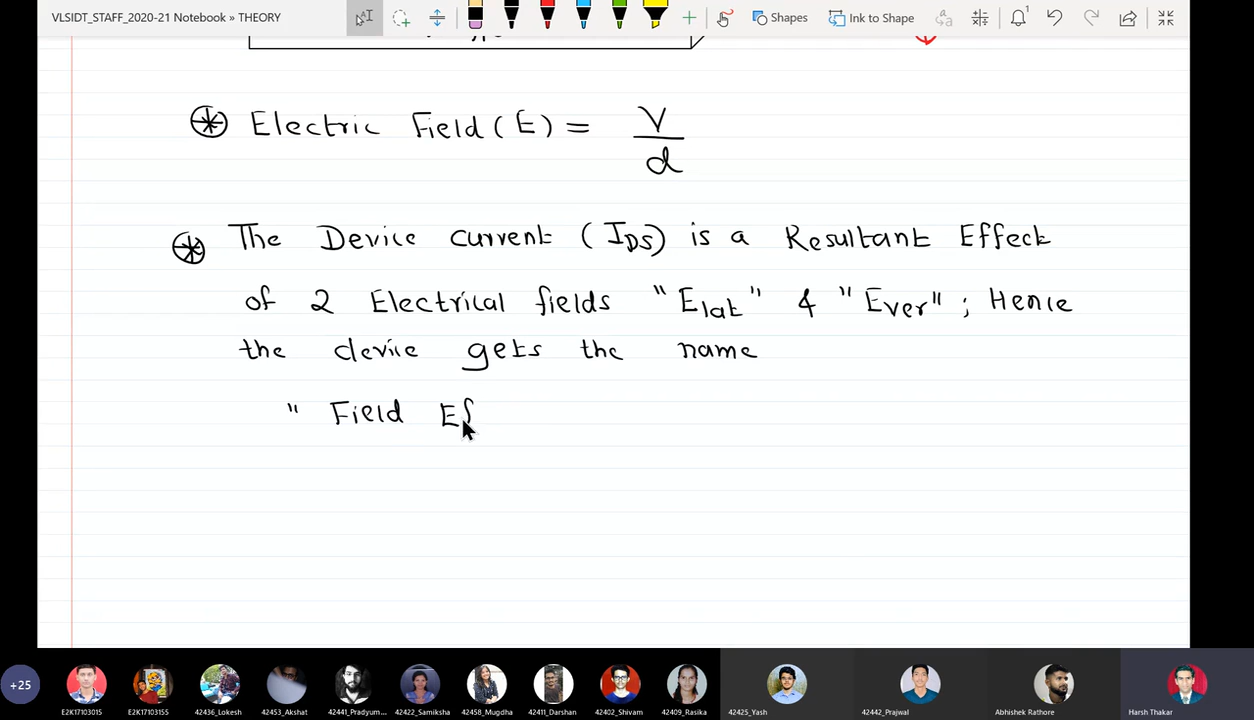 VLSIDT_STAFF_2020-21 Notebook » THEORY
Shapes
Ink to Shape
Electric Field (E) = V
d
The Device current (IDS) is a Resultant Effect
of 2 Electrical fields "Elat" & "Ever" ; Hence
the device gets the name
" Field Ef
+25
E2K17103015
E2K17103155
42436_Lokesh
42453_Akshat
42441_Pradyum...
42422_Samiksha
42458_Mugdha
42411_Darshan
42402_Shivam
42409_Rasika
42425_Yash
42442_Prajwal
Abhishek Rathore
Harsh Thakar